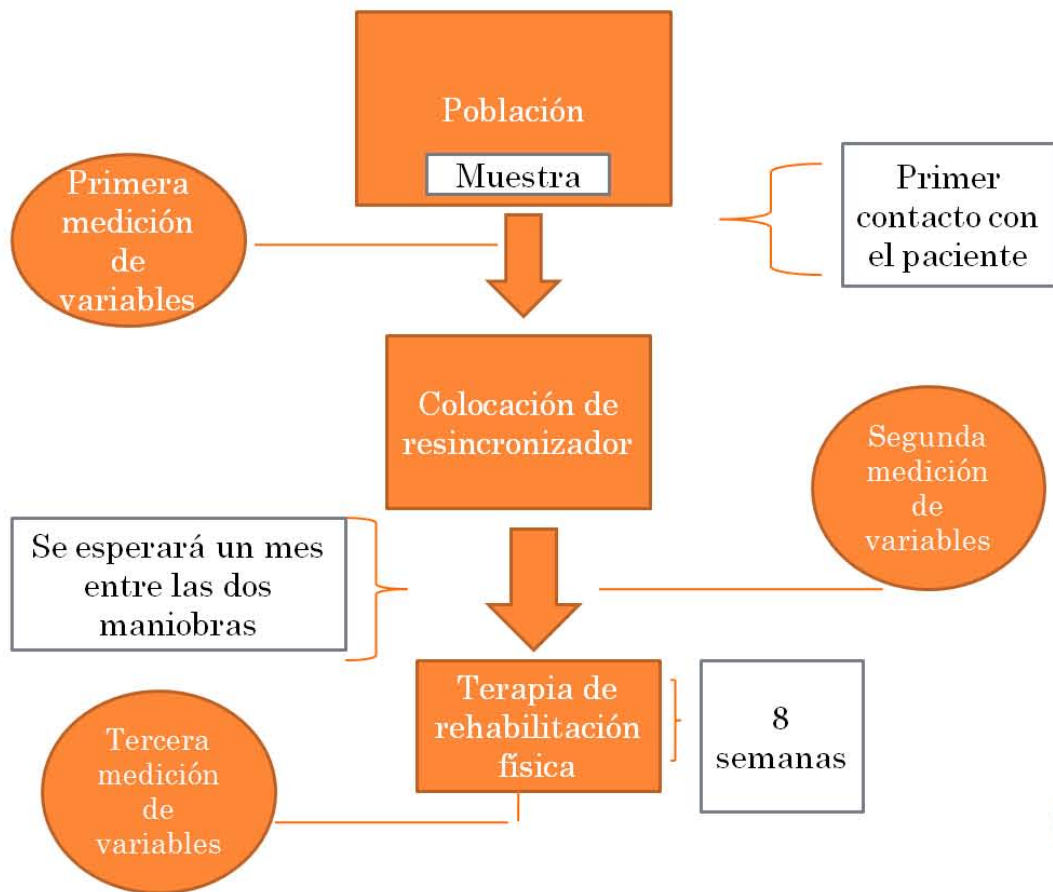 Población
Muestra
Primera
medición
de
variables
Primer
contacto con
el paciente
Colocación de
resincronizador
Segunda
medición
de
variables
Se esperará un mes
entre las dos
maniobras
Terapia de
rehabilitación
física
8
semanas
Tercera
medición
de
variables